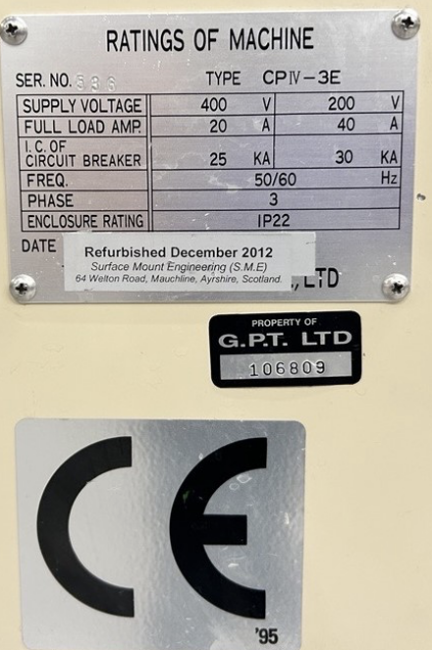 RATINGS OF MACHINE
SER. NO. 536 TYPE CPIV-3E
SUPPLY VOLTAGE 400 V 200 V
FULL LOAD AMP. 20 A 40 A
I.C.OF
CIRCUIT BREAKER 25 KA 30 KA
FREQ. 50/60 Hz
PHASE 3
ENCLOSURE RATING IP22
DATE
Refurbished December 2012
Surface Mount Engineering (S.M.E)
64 Welton Road, Mauchline, Ayrshire, Scotland.
LTD
PROPERTY OF
G.P.T. LTD
106809
CE
'95